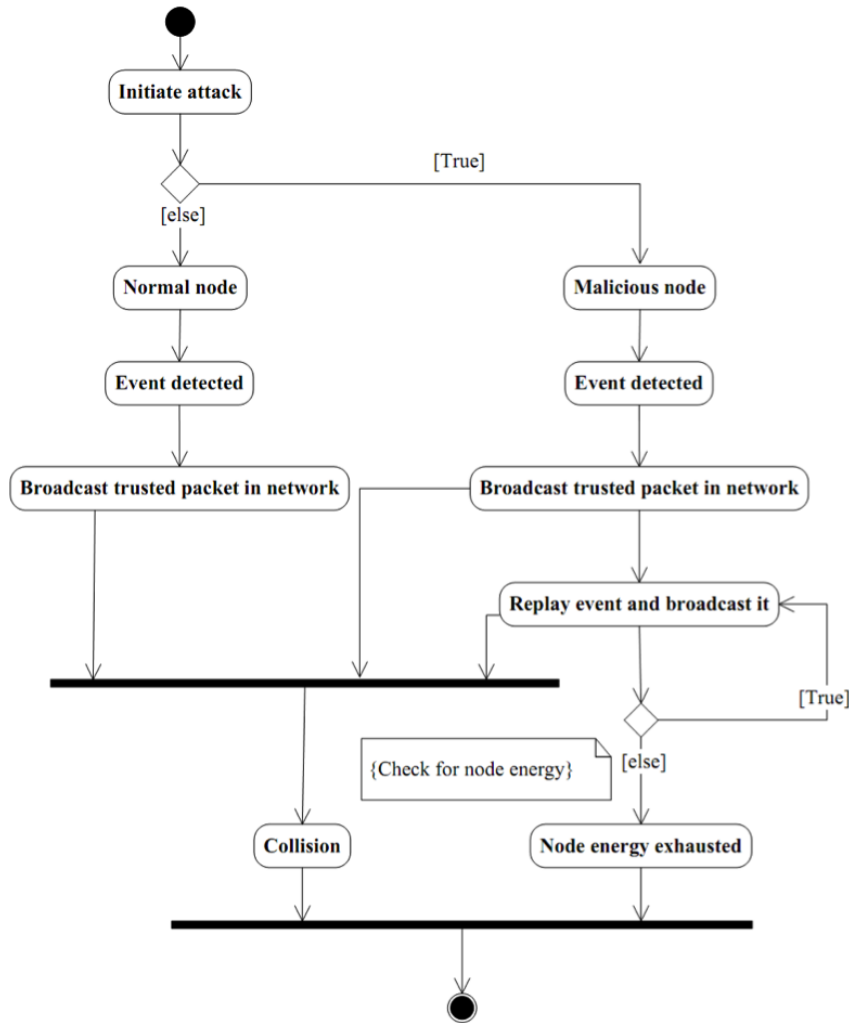 Initiate attack
[True]
[else]
Normal node
Malicious node
Event detected
Event detected
Broadcast trusted packet in network
Broadcast trusted packet in network
Replay event and broadcast it
[True]
{Check for node energy}
[else]
Collision
Node energy exhausted